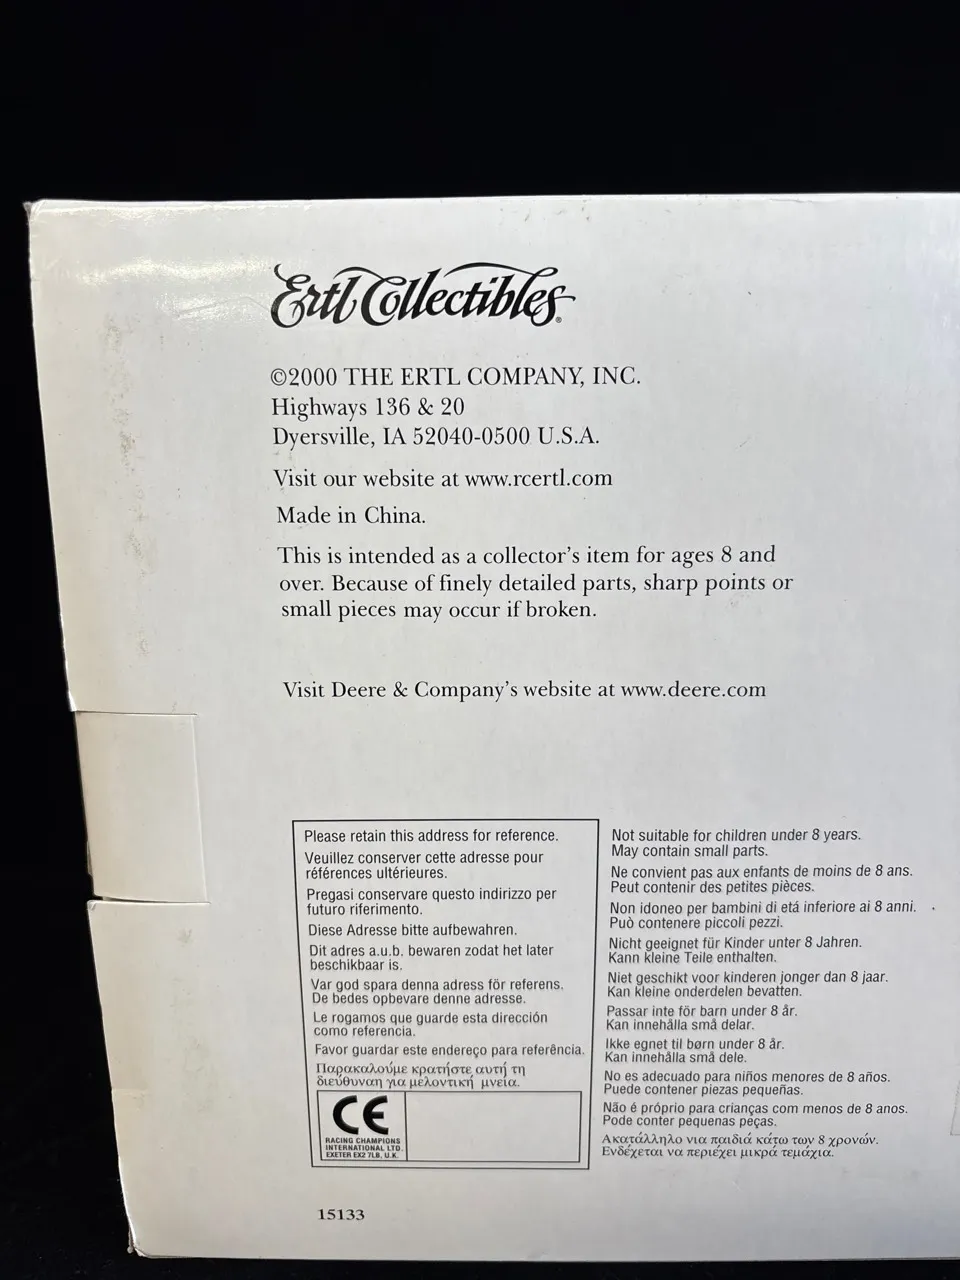 Ertl Collectibles®
©2000 THE ERTL COMPANY, INC.
Highways 136 & 20
Dyersville, IA 52040-0500 U.S.A.
Visit our website at www.rcertl.com
Made in China.
This is intended as a collector's item for ages 8 and
over. Because of finely detailed parts, sharp points or
small pieces may occur if broken.
Visit Deere & Company's website at www.deere.com
Please retain this address for reference.
Veuillez conserver cette adresse pour
références ultérieures.
Pregasi conservare questo indirizzo per
futuro riferimento.
Diese Adresse bitte aufbewahren.
Dit adres a.u.b. bewaren zodat het later
beschikbaar is.
Var god spara denna adress för referens.
De bedes opbevare denne adresse.
Le rogamos que guarde esta dirección
como referencia.
Favor guardar este endereço para referência.
Παρακαλούμε κρατήστε αυτή τη
διεύθυναη για μελοντική μνεία.
CE
RACING CHAMPIONS
INTERNATIONAL LTD.
EXETER EX2 7LB, U.K.
Not suitable for children under 8 years.
May contain small parts.
Ne convient pas aux enfants de moins de 8 ans.
Peut contenir des petites pièces.
Non idoneo per bambini di etá inferiore ai 8 anni.
Può contenere piccoli pezzi.
Nicht geeignet für Kinder unter 8 Jahren.
Kann kleine Teile enthalten.
Niet geschikt voor kinderen jonger dan 8 jaar.
Kan kleine onderdelen bevatten.
Passar inte för barn under 8 år.
Kan innehålla små delar.
Ikke egnet til børn under 8 år.
Kan innehålla små dele.
No es adecuado para niños menores de 8 años.
Puede contener piezas pequeñas.
Não é próprio para crianças com menos de 8 anos.
Pode conter pequenas peças.
Ακατάλληλο νια παιδιά κάτω των 8 χρονών.
Ενδέχεται να περιέχει μικρά τεμάχια.
15133